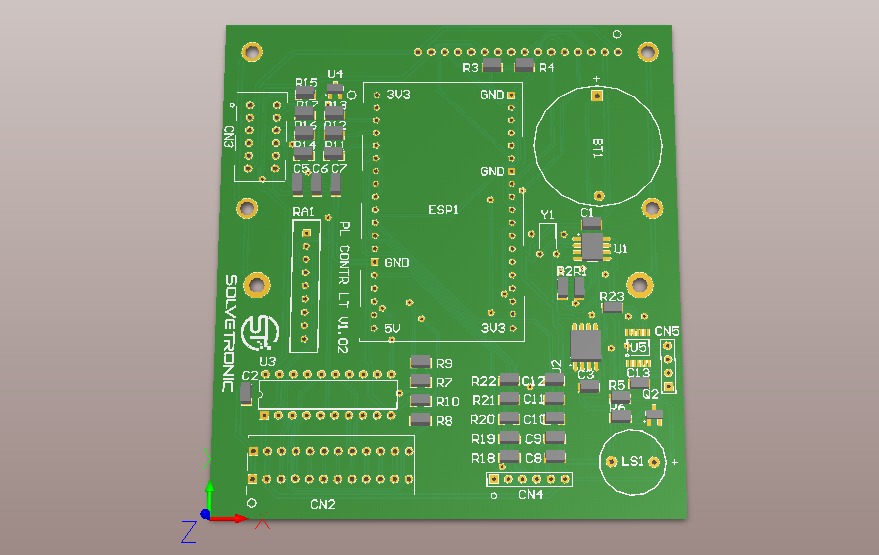 R3
R4
U4
R15
3V3
GND
+
R17
R13
CN3
R16
R12
BT1
R14
R11
C5
C6
C7
GND
ESP1
RA1
Y1
C1
U1
PL CONTR LT V1.02
GND
R2
R1
R23
SOLVETRONIC
5V
3V3
CN5
U5
U3
R9
U2
C2
R7
R22
C12
C3
C13
R5
Q2
R10
R21
C11
R6
R8
R20
C10
R19
C9
R18
C8
LS1
+
CN2
CN4
Z
X